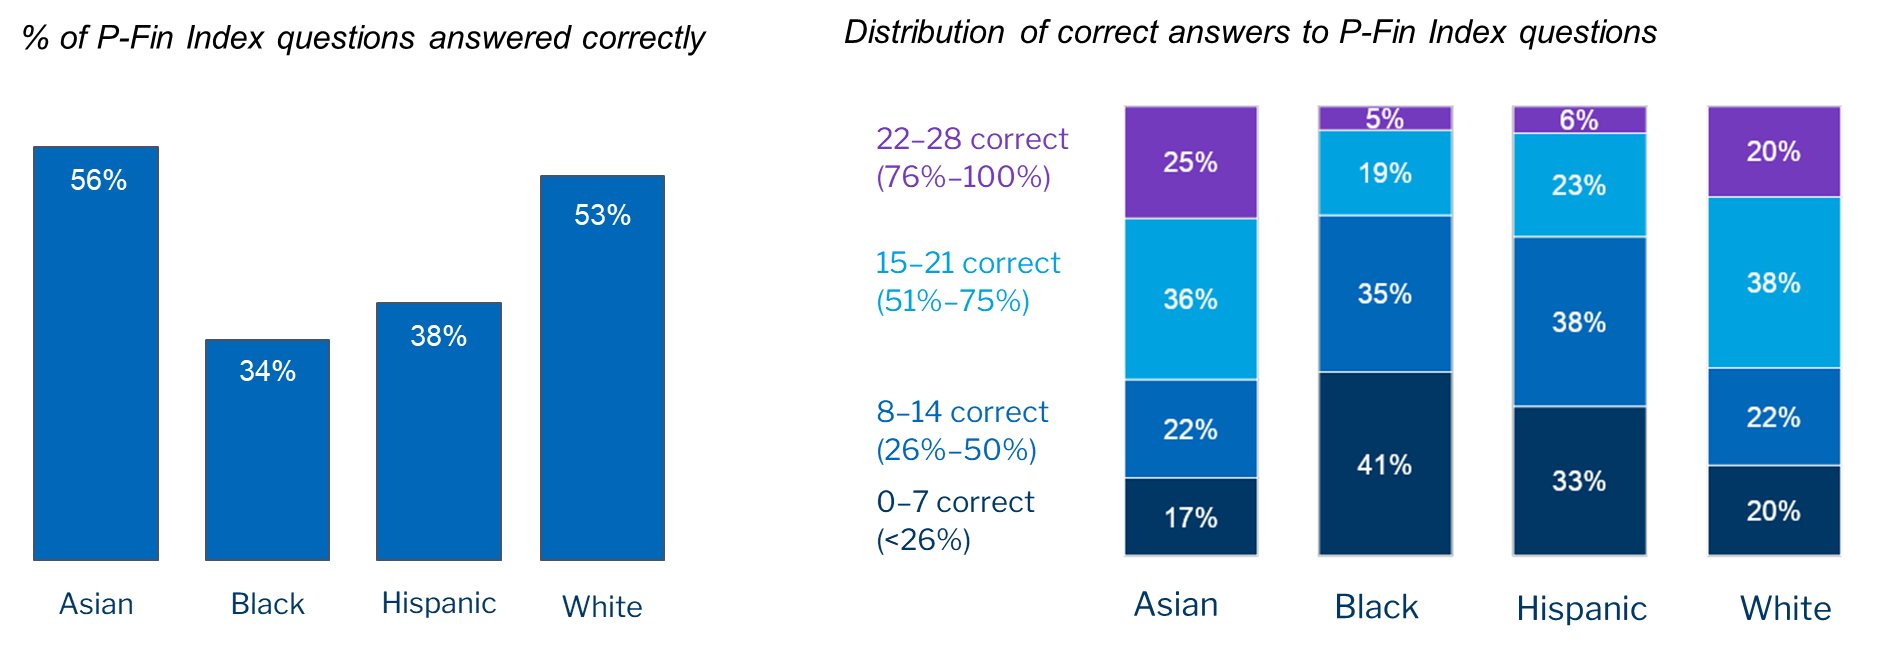 % of P-Fin Index questions answered correctly
56%
34%
38%
53%
Asian
Black
Hispanic
White
Distribution of correct answers to P-Fin Index questions
22–28 correct
(76%–100%)
15–21 correct
(51%–75%)
8–14 correct
(26%–50%)
0–7 correct
(<26%)
25%
36%
22%
17%
5%
19%
35%
41%
6%
23%
38%
33%
20%
38%
22%
20%
Asian
Black
Hispanic
White